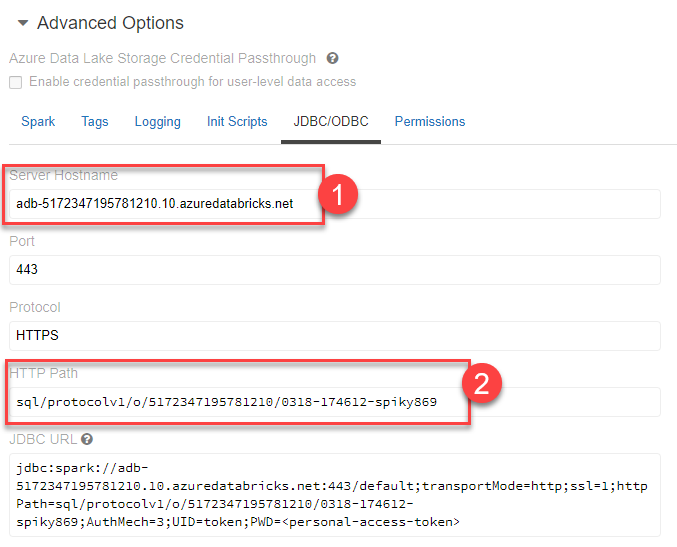 Advanced Options
Azure Data Lake Storage Credential Passthrough
Enable credential passthrough for user-level data access
Spark Tags Logging Init Scripts JDBC/ODBC Permissions
Server Hostname
adb-5172347195781210.10.azuredatabricks.net
1
Port
443
Protocol
HTTPS
HTTP Path
sql/protocolv1/o/5172347195781210/0318-174612-spiky869
2
JDBC URL
jdbc:spark://adb-
5172347195781210.10.azuredatabricks.net:443/default;transportMode=http;ssl=1;http
Path=sql/protocolv1/o/5172347195781210/0318-174612-
spiky869;AuthMech=3;UID=token;PWD=<personal-access-token>